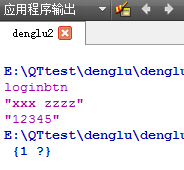 应用程序输出
denglu2
E:\QTtest\denglu\denglu
loginbtn
"xxx zzzz"
"12345"
E:\QTtest\denglu\denglu
{1 ?}